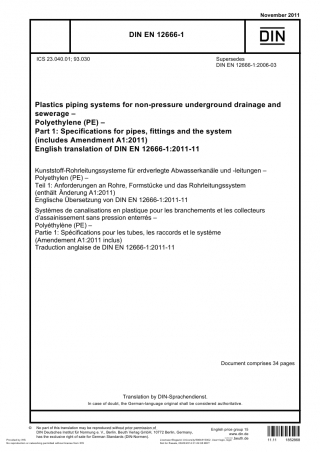 November 2011
DIN EN 12666-1
DIN
ICS 23.040.01; 93.030
Supersedes
DIN EN 12666-1:2006-03
Plastics piping systems for non-pressure underground drainage and
sewerage –
Polyethylene (PE) –
Part 1: Specifications for pipes, fittings and the system
(includes Amendment A1:2011)
English translation of DIN EN 12666-1:2011-11
Kunststoff-Rohrleitungssysteme für erdverlegte Abwasserkanäle und -leitungen –
Polyethylen (PE) –
Teil 1: Anforderungen an Rohre, Formstücke und das Rohrleitungssystem
(enthält Änderung A1:2011)
Englische Übersetzung von DIN EN 12666-1:2011-11
Systèmes de canalisations en plastique pour les branchements et les collecteurs
d'assainissement sans pression enterrés –
Polyéthylène (PE) –
Partie 1: Spécifications pour les tubes, les raccords et le système
(Amendement A1:2011 inclus)
Traduction anglaise de DIN EN 12666-1:2011-11
Document comprises 34 pages
Translation by DIN-Sprachendienst.
In case of doubt, the German-language original shall be considered authoritative.
© No part of this translation may be reproduced without prior permission of
DIN Deutsches Institut für Normung e. V., Berlin. Beuth Verlag GmbH, 10772 Berlin, Germany,
has the exclusive right of sale for German Standards (DIN-Normen).
English price group 16
www.din.de
www.beuth.de
11.11